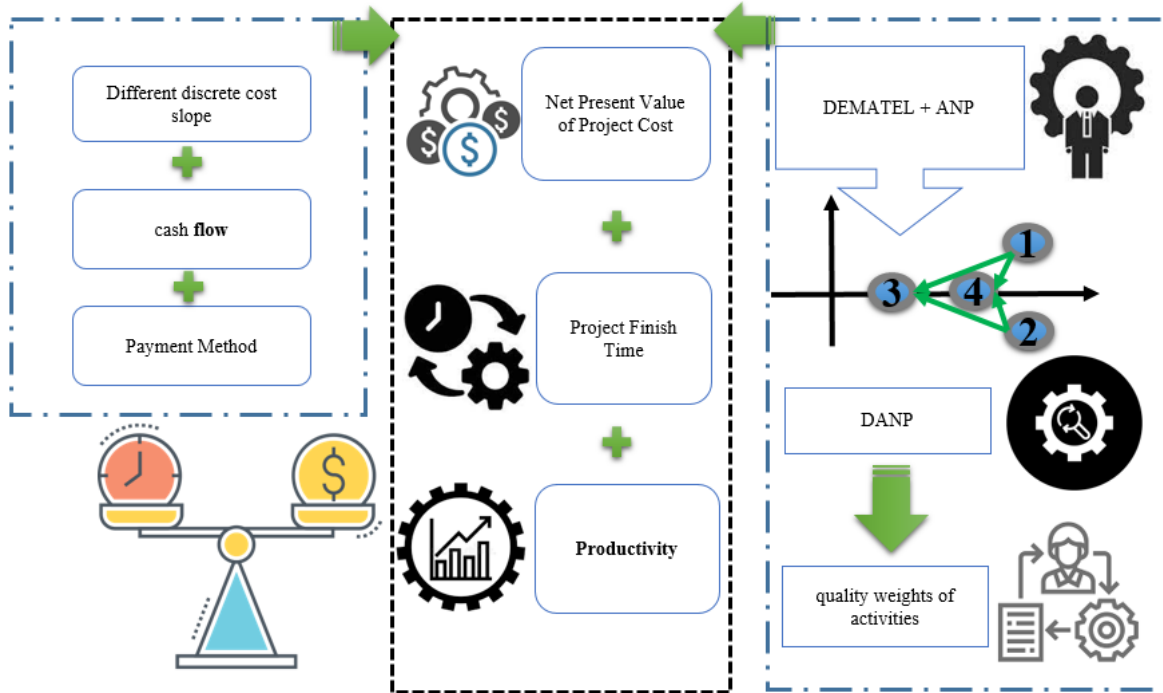 Different discrete cost
slope
cash flow
Payment Method
Net Present Value
of Project Cost
Project Finish
Time
Productivity
DEMATEL + ANP
1
3
4
2
DANP
quality weights of
activities
$
$
$
$